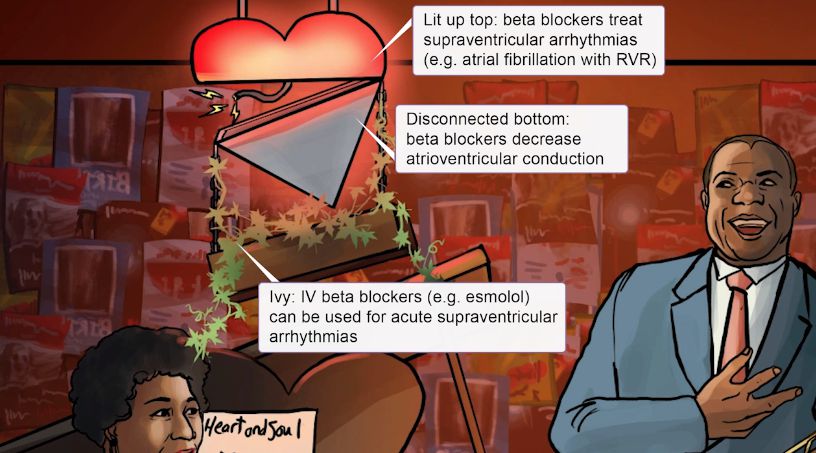 Lit up top: beta blockers treat
supraventricular arrhythmias
(e.g. atrial fibrillation with RVR)
Disconnected bottom:
beta blockers decrease
atrioventricular conduction
Ivy: IV beta blockers (e.g. esmolol)
can be used for acute supraventricular
arrhythmias
Heart and Soul